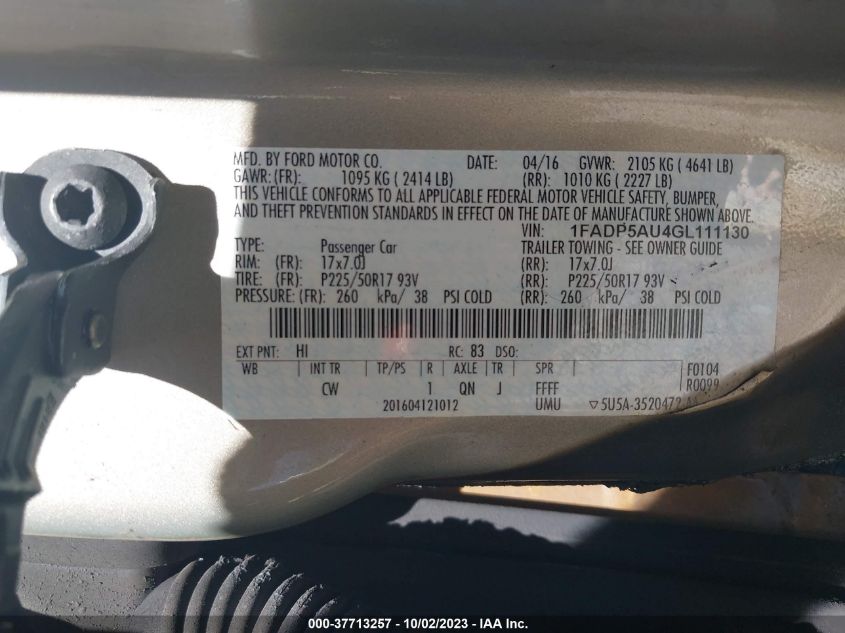 MFD. BY FORD MOTOR CO. DATE: 04/16 GVWR: 2105 KG ( 4641 LB)
GAWR:(FR): 1095 KG ( 2414 LB) (RR): 1010 KG ( 2227 LB)
THIS VEHICLE CONFORMS TO ALL APPLICABLE FEDERAL MOTOR VEHICLE SAFETY, BUMPER,
AND THEFT PREVENTION STANDARDS IN EFFECT ON THE DATE OF MANUFACTURE SHOWN ABOVE.
VIN: 1FADP5AU4GL111130
TYPE: Passenger Car TRAILER TOWING - SEE OWNER GUIDE
RIM: (FR): 17x7.0J (RR): 17x7.0J
TIRE: (FR): P225/50R17 93V (RR): P225/50R17 93V
PRESSURE: (FR): 260 kPa/ 38 PSI COLD (RR): 260 kPa/ 38 PSI COLD
EXT PNT: HI RC: 83 DSO:
WB INT TR TP/PS R AXLE TR SPR F0104
CW 1 QN J FFFF R0099
201604121012 UMU ▽5U5A-3520472
000-37713257 - 10/02/2023 - IAA Inc.